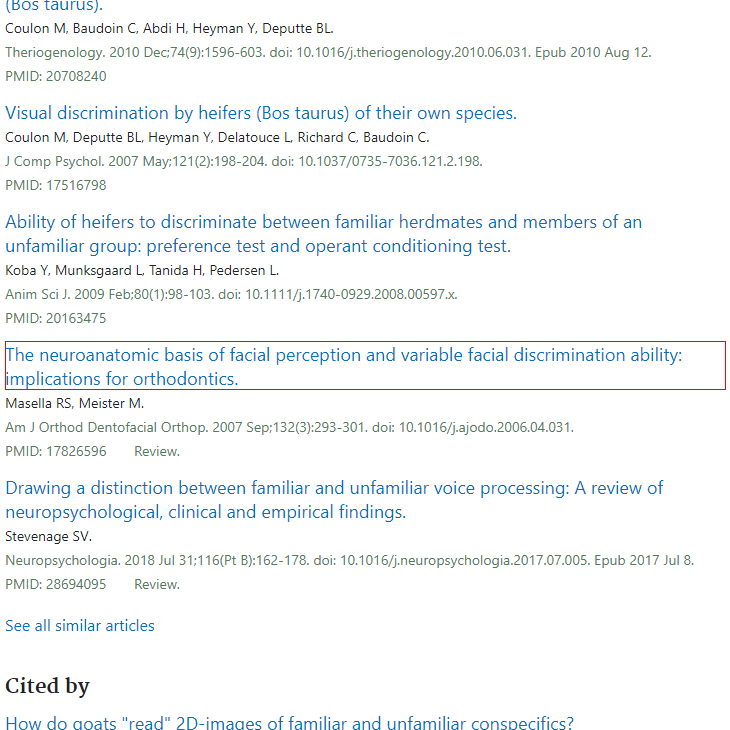 (Bos taurus).
Coulon M, Baudoin C, Abdi H, Heyman Y, Deputte BL.
Theriogenology. 2010 Dec;74(9):1596-603. doi: 10.1016/j.theriogenology.2010.06.031. Epub 2010 Aug 12.
PMID: 20708240
Visual discrimination by heifers (Bos taurus) of their own species.
Coulon M, Deputte BL, Heyman Y, Delatouce L, Richard C, Baudoin C.
J Comp Psychol. 2007 May;121(2):198-204. doi: 10.1037/0735-7036.121.2.198.
PMID: 17516798
Ability of heifers to discriminate between familiar herdmates and members of an
unfamiliar group: preference test and operant conditioning test.
Koba Y, Munksgaard L, Tanida H, Pedersen L.
Anim Sci J. 2009 Feb;80(1):98-103. doi: 10.1111/j.1740-0929.2008.00597.x.
PMID: 20163475
The neuroanatomic basis of facial perception and variable facial discrimination ability:
implications for orthodontics.
Masella RS, Meister M.
Am J Orthod Dentofacial Orthop. 2007 Sep;132(3):293-301. doi: 10.1016/j.ajodo.2006.04.031.
PMID: 17826596 Review.
Drawing a distinction between familiar and unfamiliar voice processing: A review of
neuropsychological, clinical and empirical findings.
Stevenage SV.
Neuropsychologia. 2018 Jul 31;116(Pt B):162-178. doi: 10.1016/j.neuropsychologia.2017.07.005. Epub 2017 Jul 8.
PMID: 28694095 Review.
See all similar articles
Cited by
How do goats "read" 2D-images of familiar and unfamiliar conspecifics?